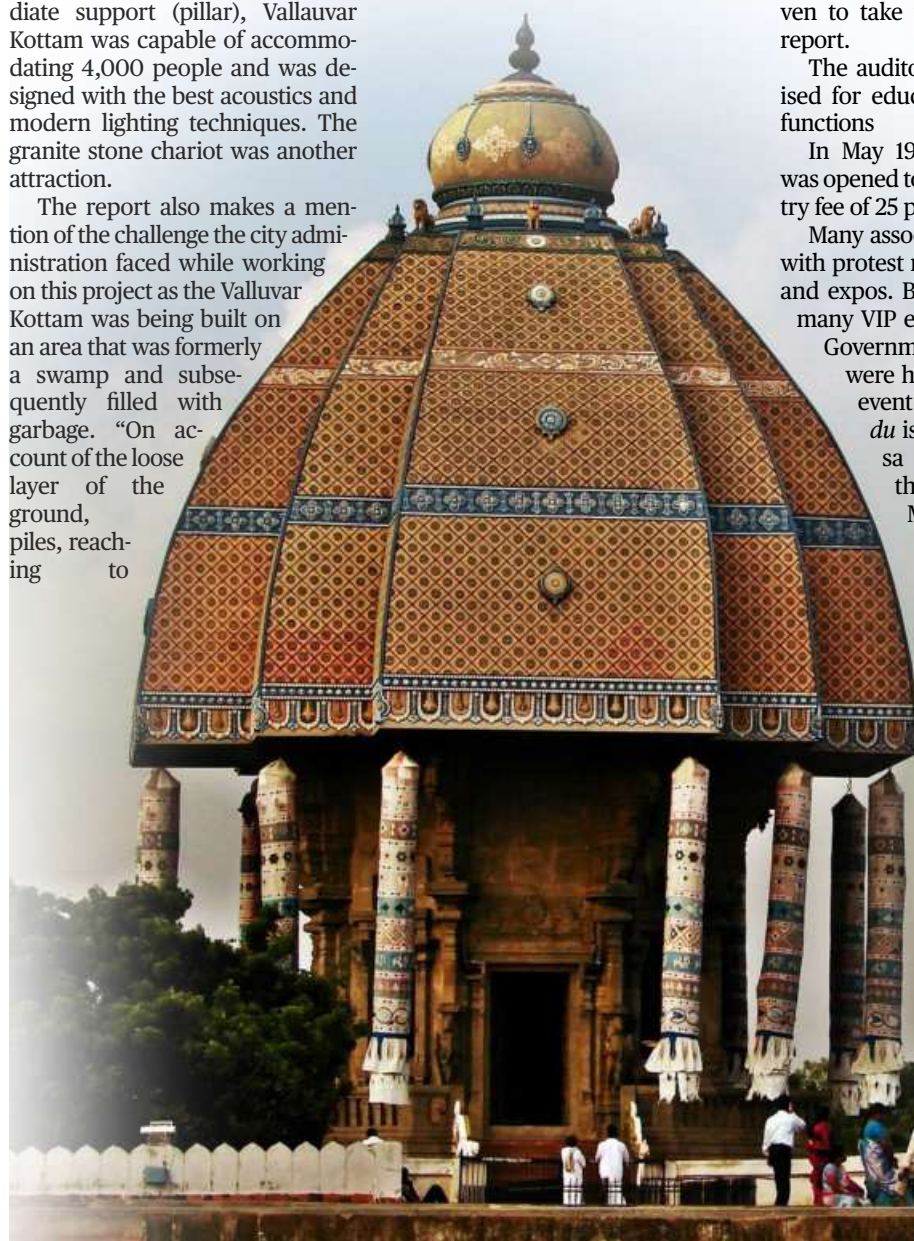 diate support (pillar), Vallauvar
Kottam was capable of accommo-
dating 4,000 people and was de-
signed with the best acoustics and
modern lighting techniques. The
granite stone chariot was another
attraction.
The report also makes a men-
tion of the challenge the city admi-
nistration faced while working
on this project as the Valluvar
Kottam was being built on
an area that was formerly
a swamp and subse-
quently filled with
garbage. “On ac-
count of the loose
layer of the
ground,
piles, reach-
ing to
ven to take
report.
The audito
ised for educ
functions
In May 19
was opened to
try fee of 25 p
Many assoc
with protest r
and expos. B
many VIP e
Governm
were h
event
du is
sa
th
M